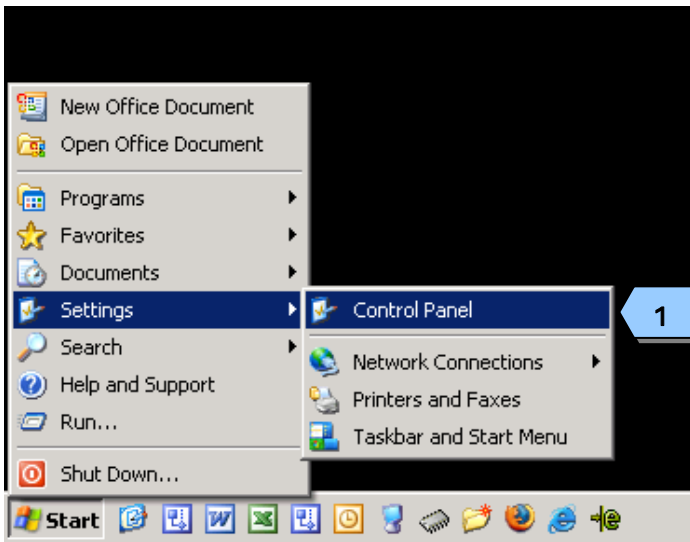 New Office Document
Open Office Document
Programs
Favorites
Documents
Settings
Control Panel
1
Search
Network Connections
Help and Support
Printers and Faxes
Run...
Taskbar and Start Menu
Shut Down...
Start